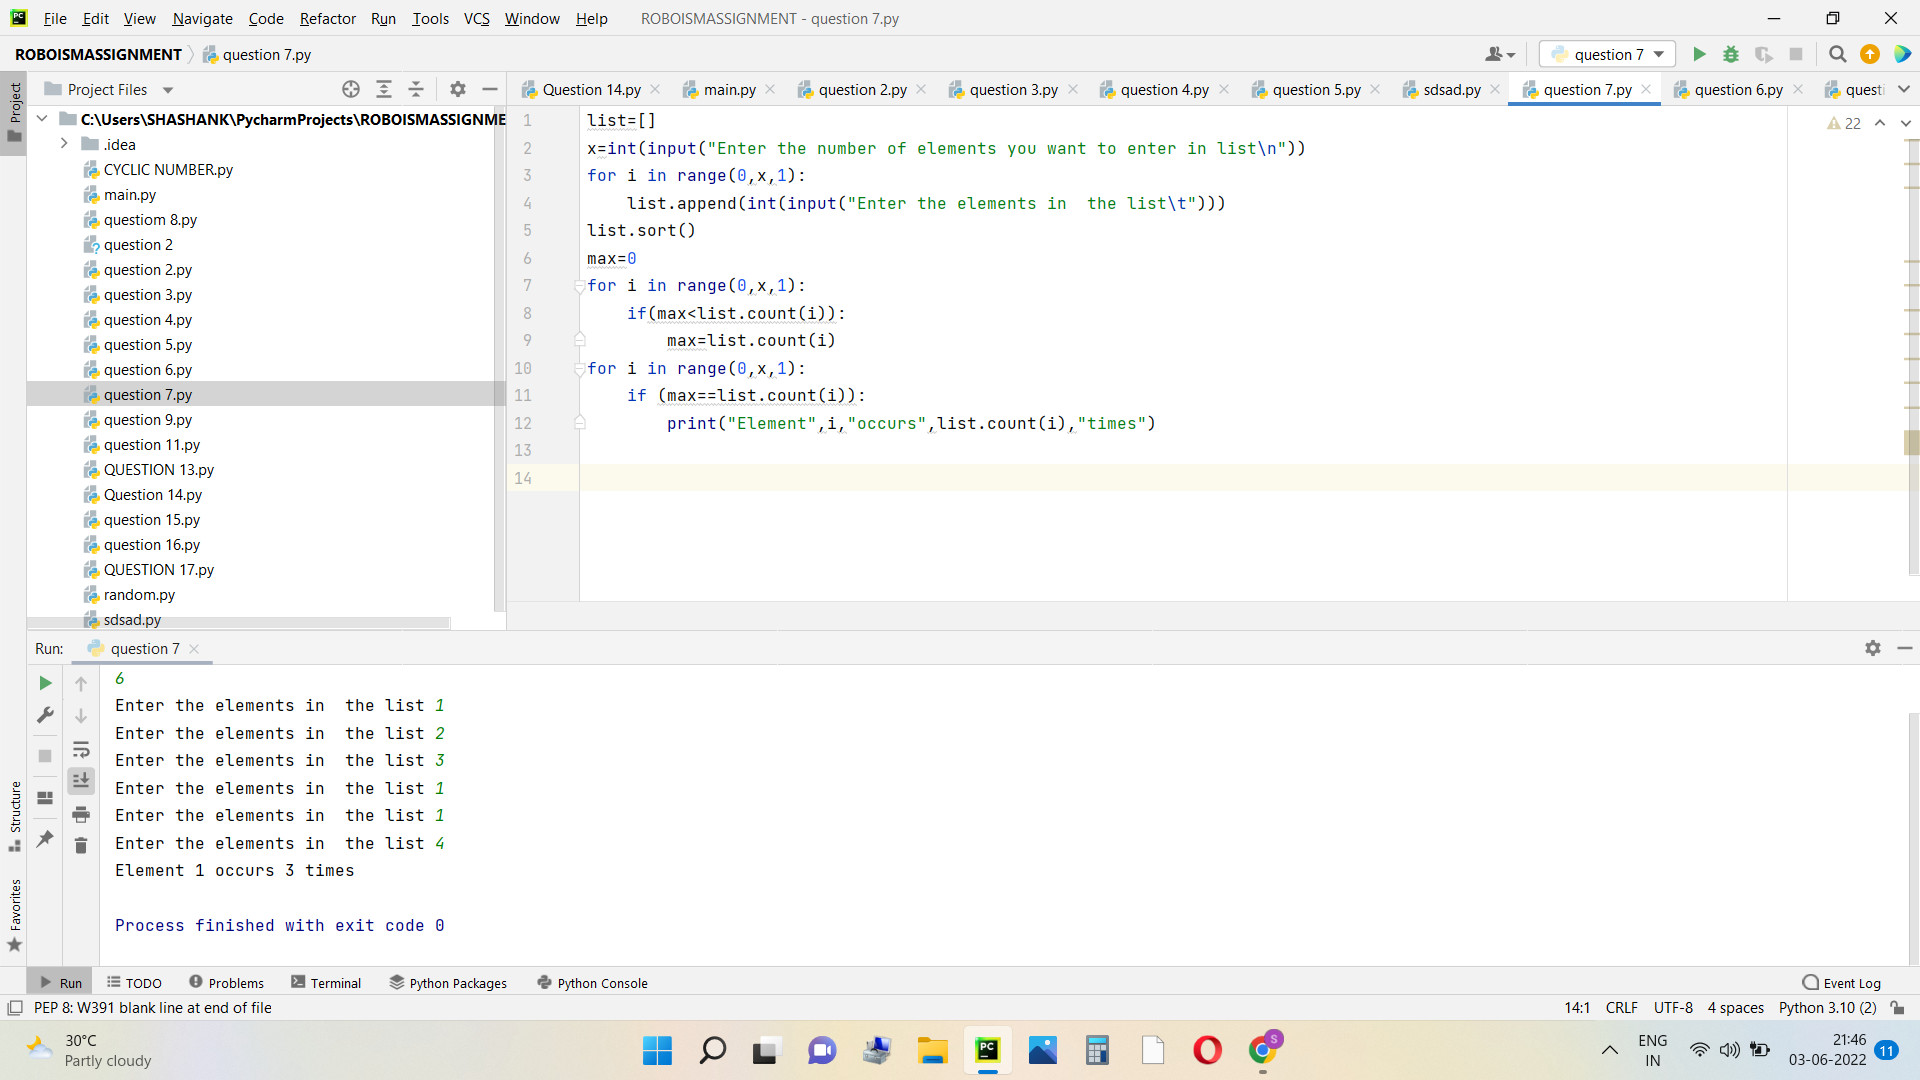 PC File Edit View Navigate Code Refactor Run Tools VCS Window Help ROBOISMASSIGNMENT - question 7.py
ROBOISMASSIGNMENT question 7.py question 7
Project
Project Files
Question 14.py main.py question 2.py question 3.py question 4.py question 5.py sdsad.py question 7.py question 6.py questi
C:\Users\SHASHANK\PycharmProjects\ROBOISMASSIGNME
.idea
CYCLIC NUMBER.py
main.py
questiom 8.py
question 2
question 2.py
question 3.py
question 4.py
question 5.py
question 6.py
question 7.py
question 9.py
question 11.py
QUESTION 13.py
Question 14.py
question 15.py
question 16.py
QUESTION 17.py
random.py
sdsad.py
22
1 list=[]
2 x=int(input("Enter the number of elements you want to enter in list\n"))
3 for i in range(0,x,1):
4 list.append(int(input("Enter the elements in  the list\t")))
5 list.sort()
6 max=0
7 for i in range(0,x,1):
8 if(max<list.count(i)):
9 max=list.count(i)
10 for i in range(0,x,1):
11 if (max==list.count(i)):
12 print("Element",i,"occurs",list.count(i),"times")
13
14
Run: question 7
6
Enter the elements in  the list 1
Enter the elements in  the list 2
Enter the elements in  the list 3
Enter the elements in  the list 1
Enter the elements in  the list 1
Enter the elements in  the list 4
Element 1 occurs 3 times
Process finished with exit code 0
Structure
Favorites
Run TODO Problems Terminal Python Packages Python Console Event Log
PEP 8: W391 blank line at end of file 14:1 CRLF UTF-8 4 spaces Python 3.10 (2)
30°C
Partly cloudy
PC
S
ENG
IN
21:46
03-06-2022
11